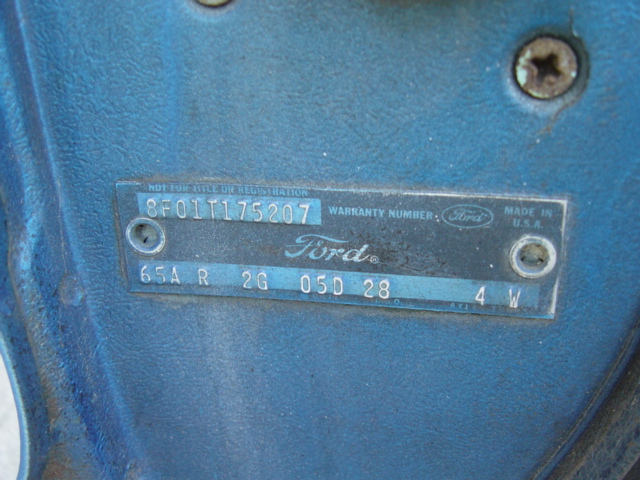 NOT FOR TITLE OR REGISTRATION
8F01T175207 WARRANTY NUMBER Ford MADE IN U.S.A.
Ford®
65A R 2G 05D 28 4 W